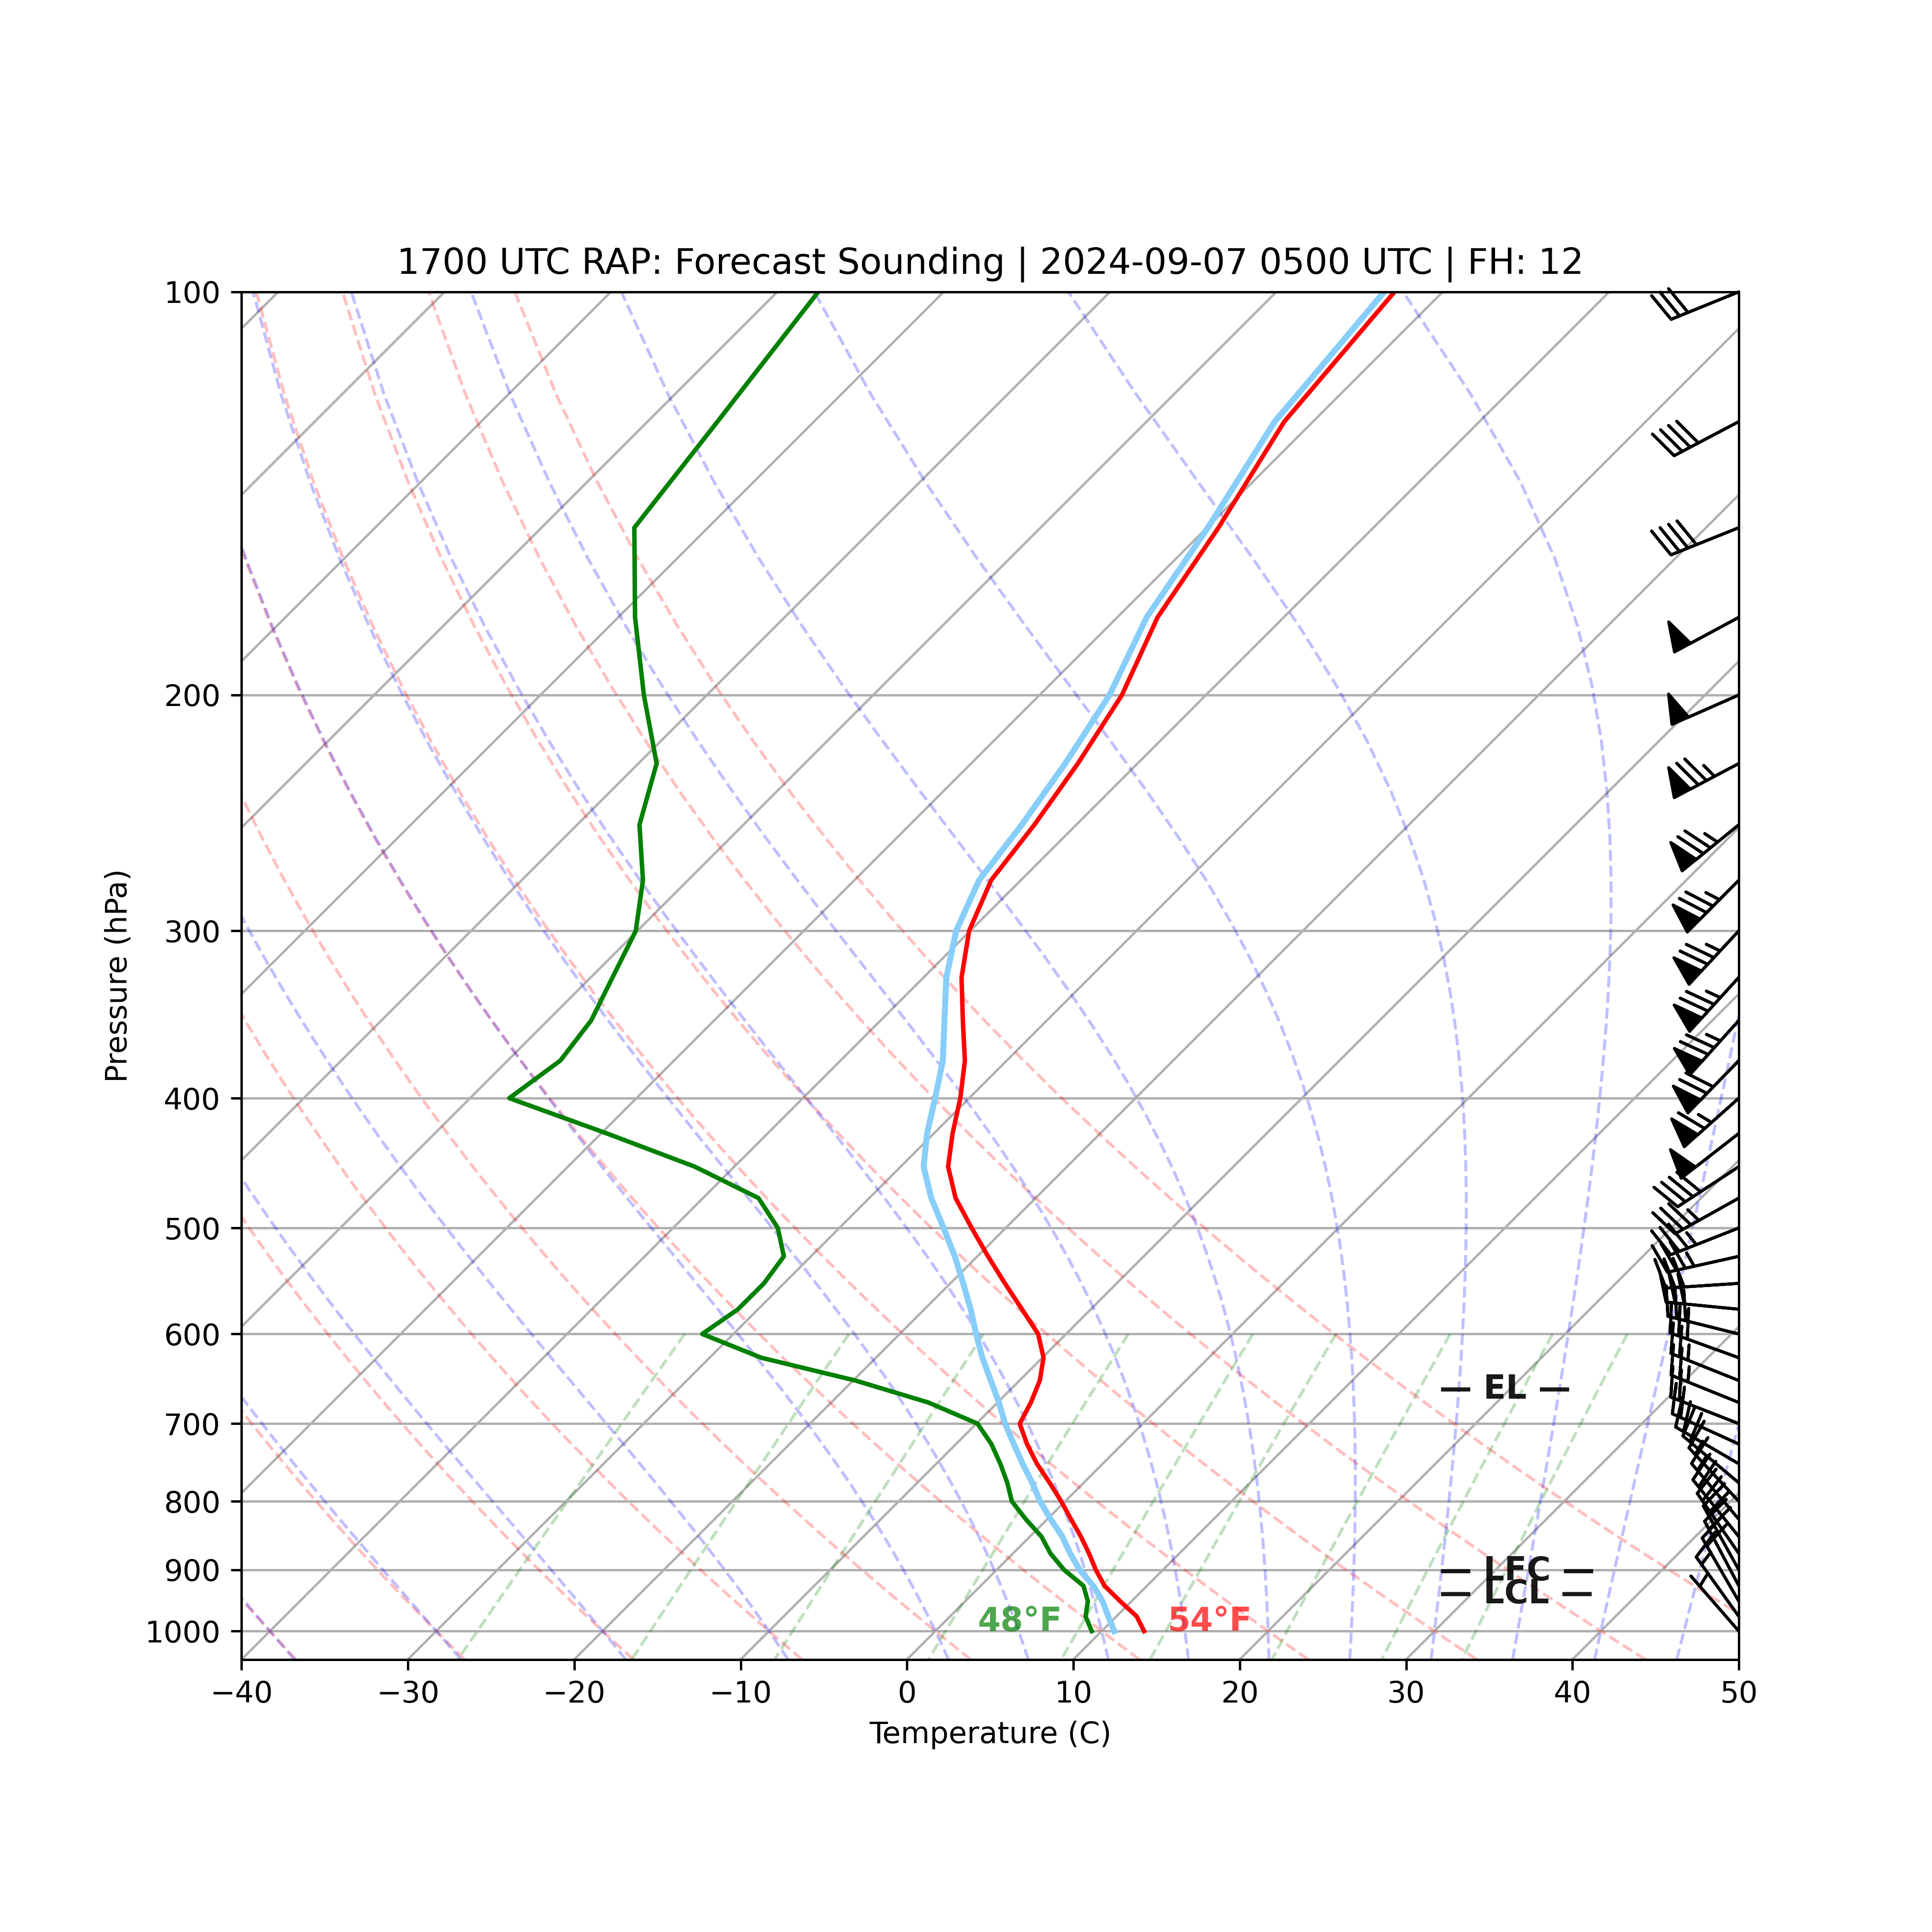 1700 UTC RAP: Forecast Sounding | 2024-09-07 0500 UTC | FH: 12
100
200
300
400
500
600
700
800
900
1000
Pressure (hPa)
— EL —
— LFC —
— LCL —
48°F
54°F
−40 −30 −20 −10 0 10 20 30 40 50
Temperature (C)